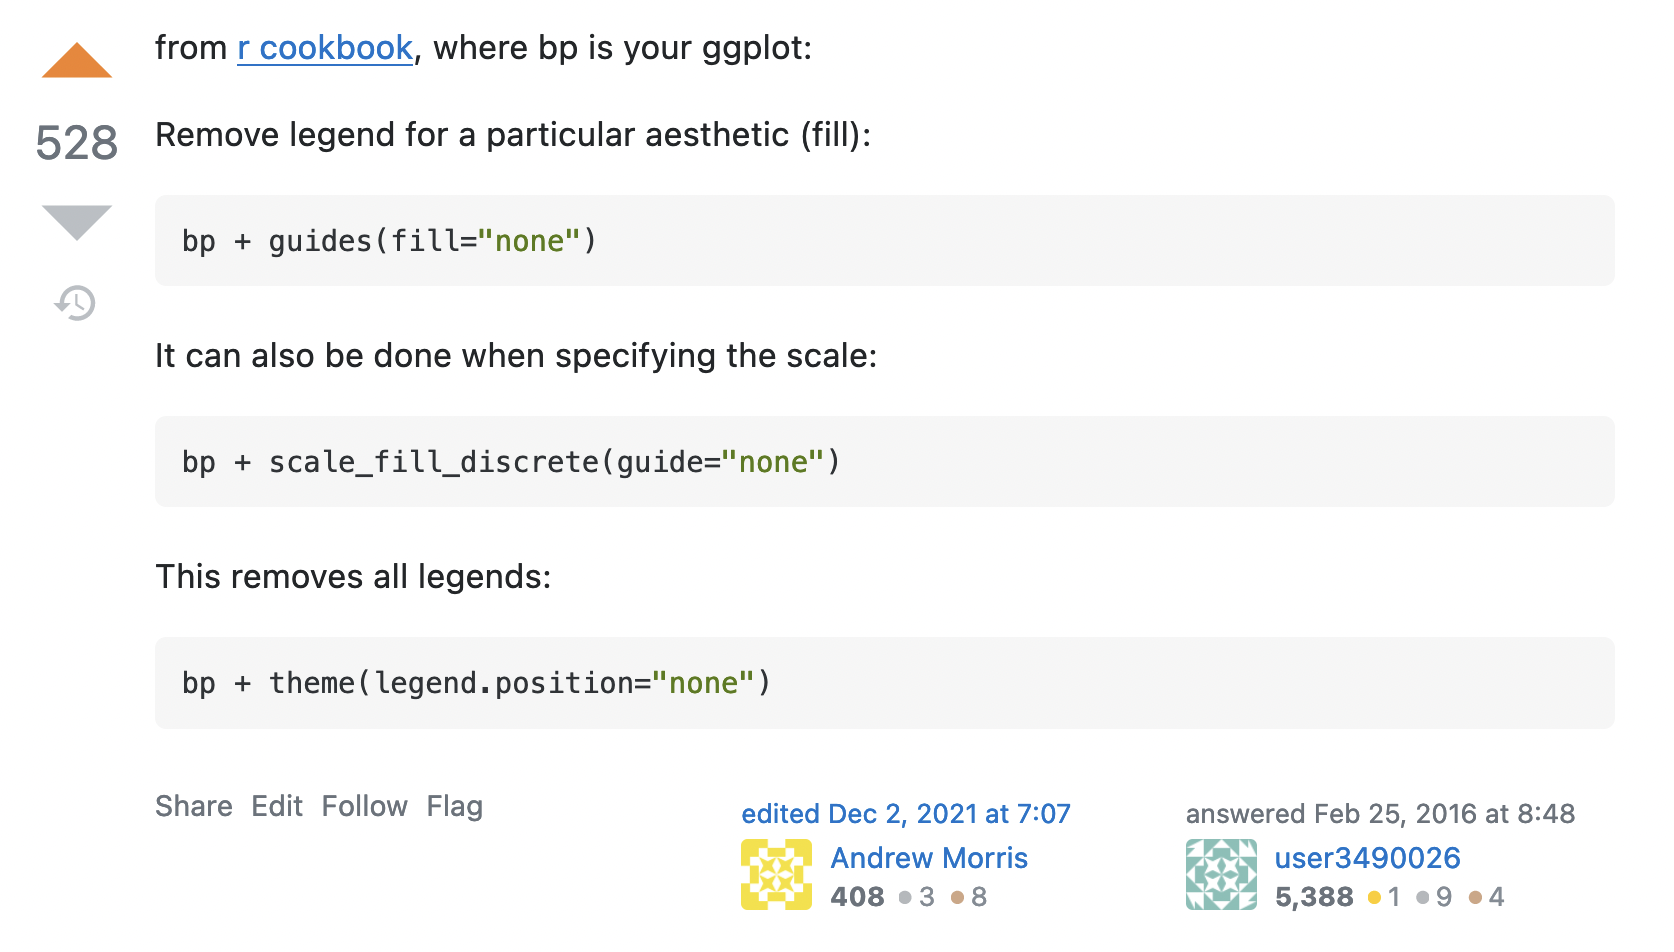 from r cookbook, where bp is your ggplot:
528
Remove legend for a particular aesthetic (fill):
bp + guides(fill="none")
It can also be done when specifying the scale:
bp + scale_fill_discrete(guide="none")
This removes all legends:
bp + theme(legend.position="none")
Share Edit Follow Flag
edited Dec 2, 2021 at 7:07
Andrew Morris
408 3 8
answered Feb 25, 2016 at 8:48
user3490026
5,388 1 9 4